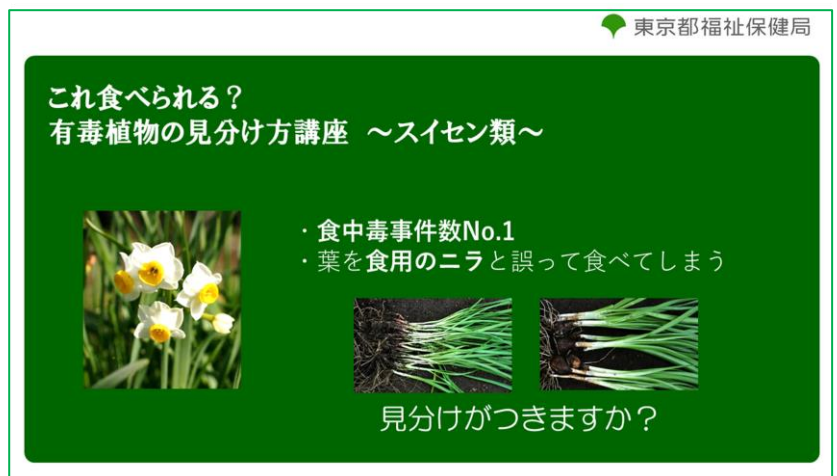 東京都福祉保健局
これ食べられる？
有毒植物の見分け方講座　～スイセン類～
・食中毒事件数No.1
・葉を食用のニラと誤って食べてしまう
見分けがつきますか？